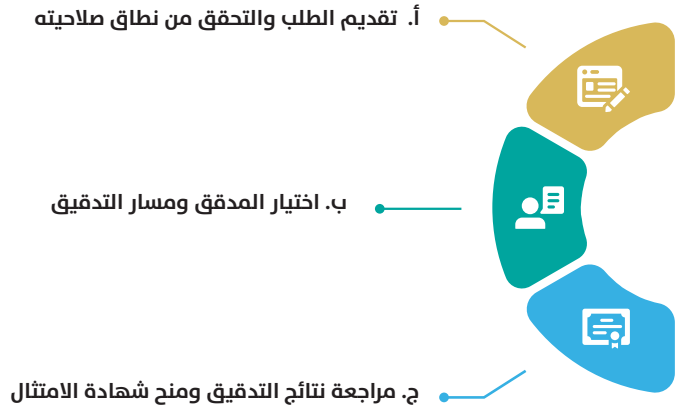 أ. تقديم الطلب والتحقق من نطاق صلاحيته
ب. اختيار المدقق ومسار التدقيق
ج. مراجعة نتائج التدقيق ومنح شهادة الامتثال